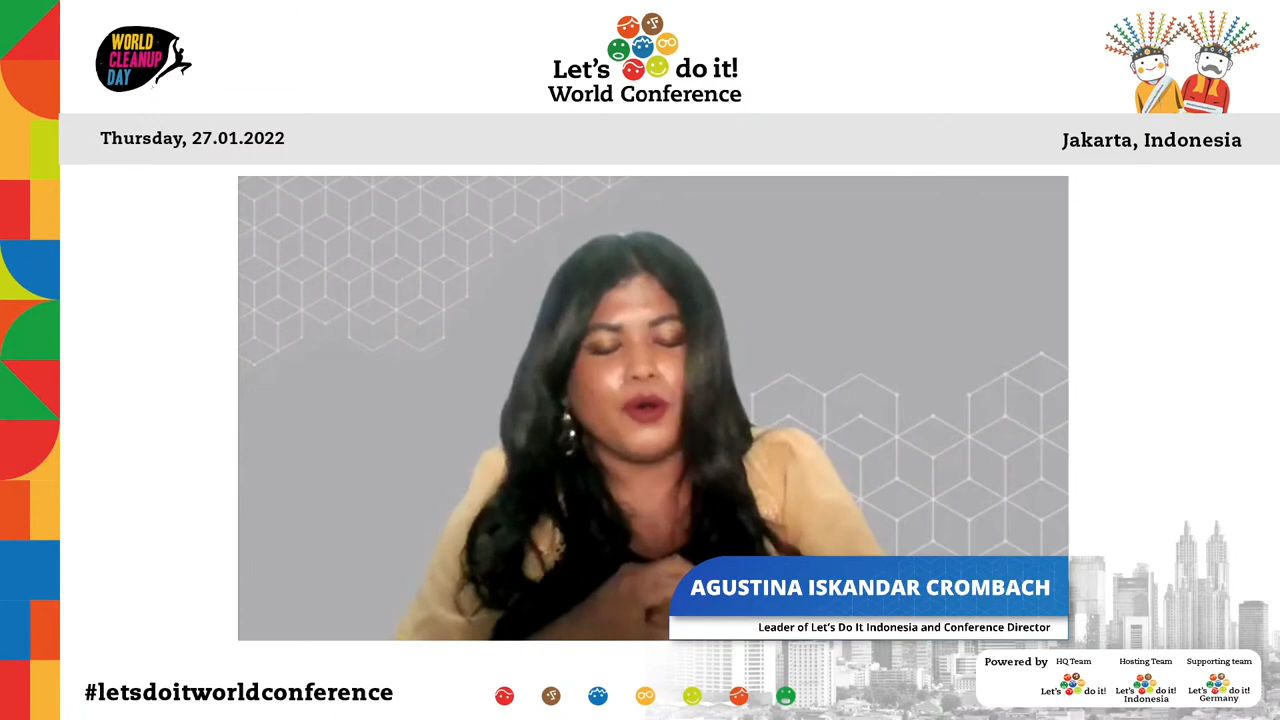 WORLD
CLEANUP
DAY
Let's do it!
World Conference
Thursday, 27.01.2022
Jakarta, Indonesia
AGUSTINA ISKANDAR CROMBACH
Leader of Let's Do It Indonesia and Conference Director
#letsdoitworldconference
Powered by
HQ Team
Hosting Team
Supporting team
Let's do it!
Let's do it!
Indonesia
Let's do it!
Germany